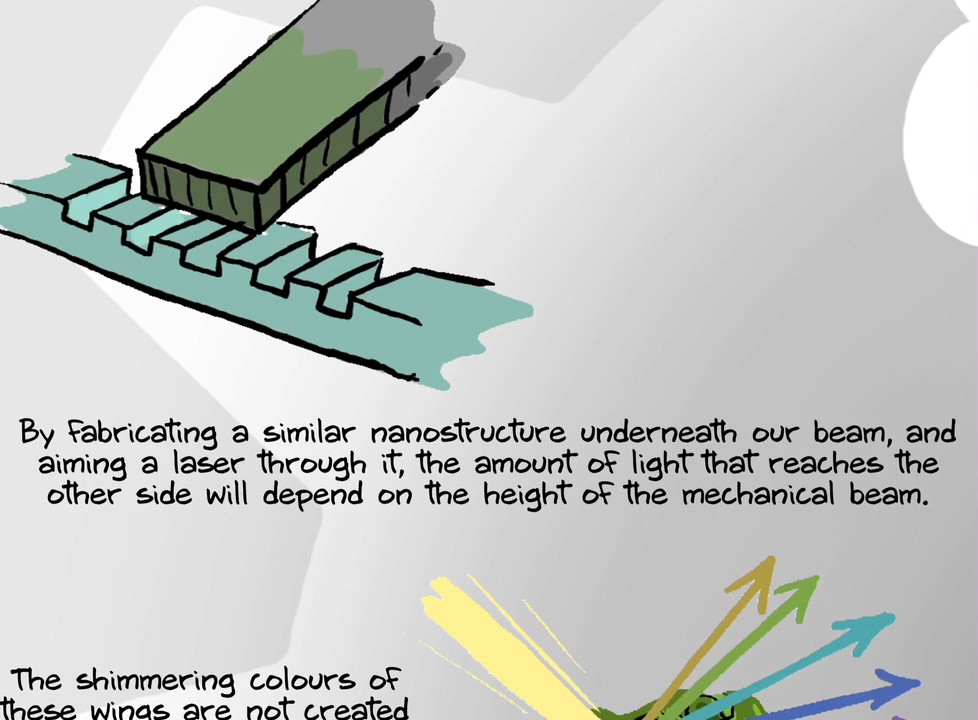 By fabricating a similar nanostructure underneath our beam, and
aiming a laser through it, the amount of light that reaches the
other side will depend on the height of the mechanical beam.
The shimmering colours of
these wings are not created